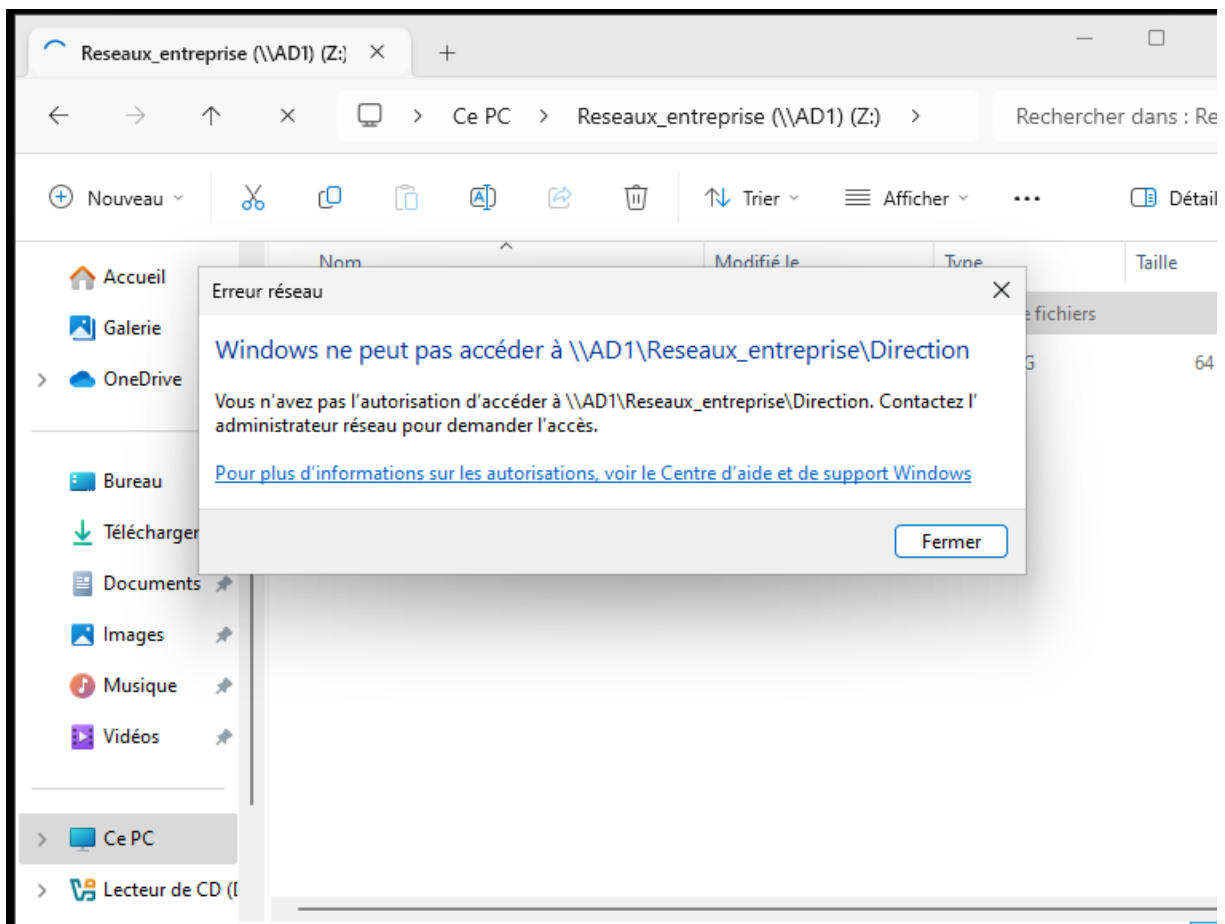 Reseaux_entreprise (\\AD1) (Z:)
Ce PC > Reseaux_entreprise (\\AD1) (Z:) >
Rechercher dans : Re
Nouveau
Trier
Afficher
Détail
Nom
Modifié le
Type
Taille
Accueil
Galerie
OneDrive
Bureau
Télécharger
Documents
Images
Musique
Vidéos
Ce PC
Lecteur de CD (D
fichiers
64
Erreur réseau
Windows ne peut pas accéder à \\AD1\Reseaux_entreprise\Direction
Vous n’avez pas l’autorisation d’accéder à \\AD1\Reseaux_entreprise\Direction. Contactez l’
administrateur réseau pour demander l’accès.
Pour plus d’informations sur les autorisations, voir le Centre d’aide et de support Windows
Fermer